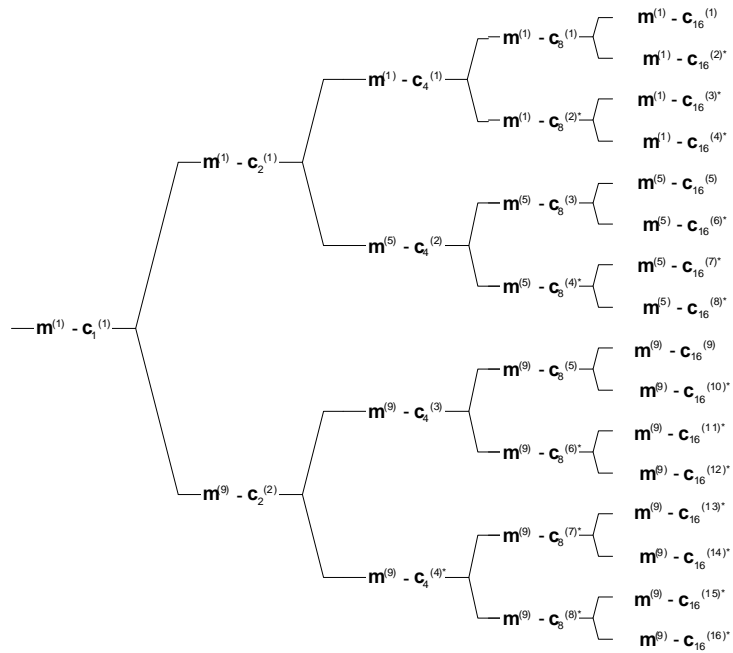 m(1) - c1(1)
m(1) - c2(1)
m(9) - c2(2)
m(1) - c4(1)
m(5) - c4(2)
m(9) - c4(3)
m(9) - c4(4)*
m(1) - c8(1)
m(1) - c8(2)*
m(5) - c8(3)
m(5) - c8(4)*
m(9) - c8(5)
m(9) - c8(6)*
m(9) - c8(7)*
m(9) - c8(8)*
m(1) - c16(1)
m(1) - c16(2)*
m(1) - c16(3)*
m(1) - c16(4)*
m(5) - c16(5)
m(5) - c16(6)*
m(5) - c16(7)*
m(5) - c16(8)*
m(9) - c16(9)
m(9) - c16(10)*
m(9) - c16(11)*
m(9) - c16(12)*
m(9) - c16(13)*
m(9) - c16(14)*
m(9) - c16(15)*
m(9) - c16(16)*